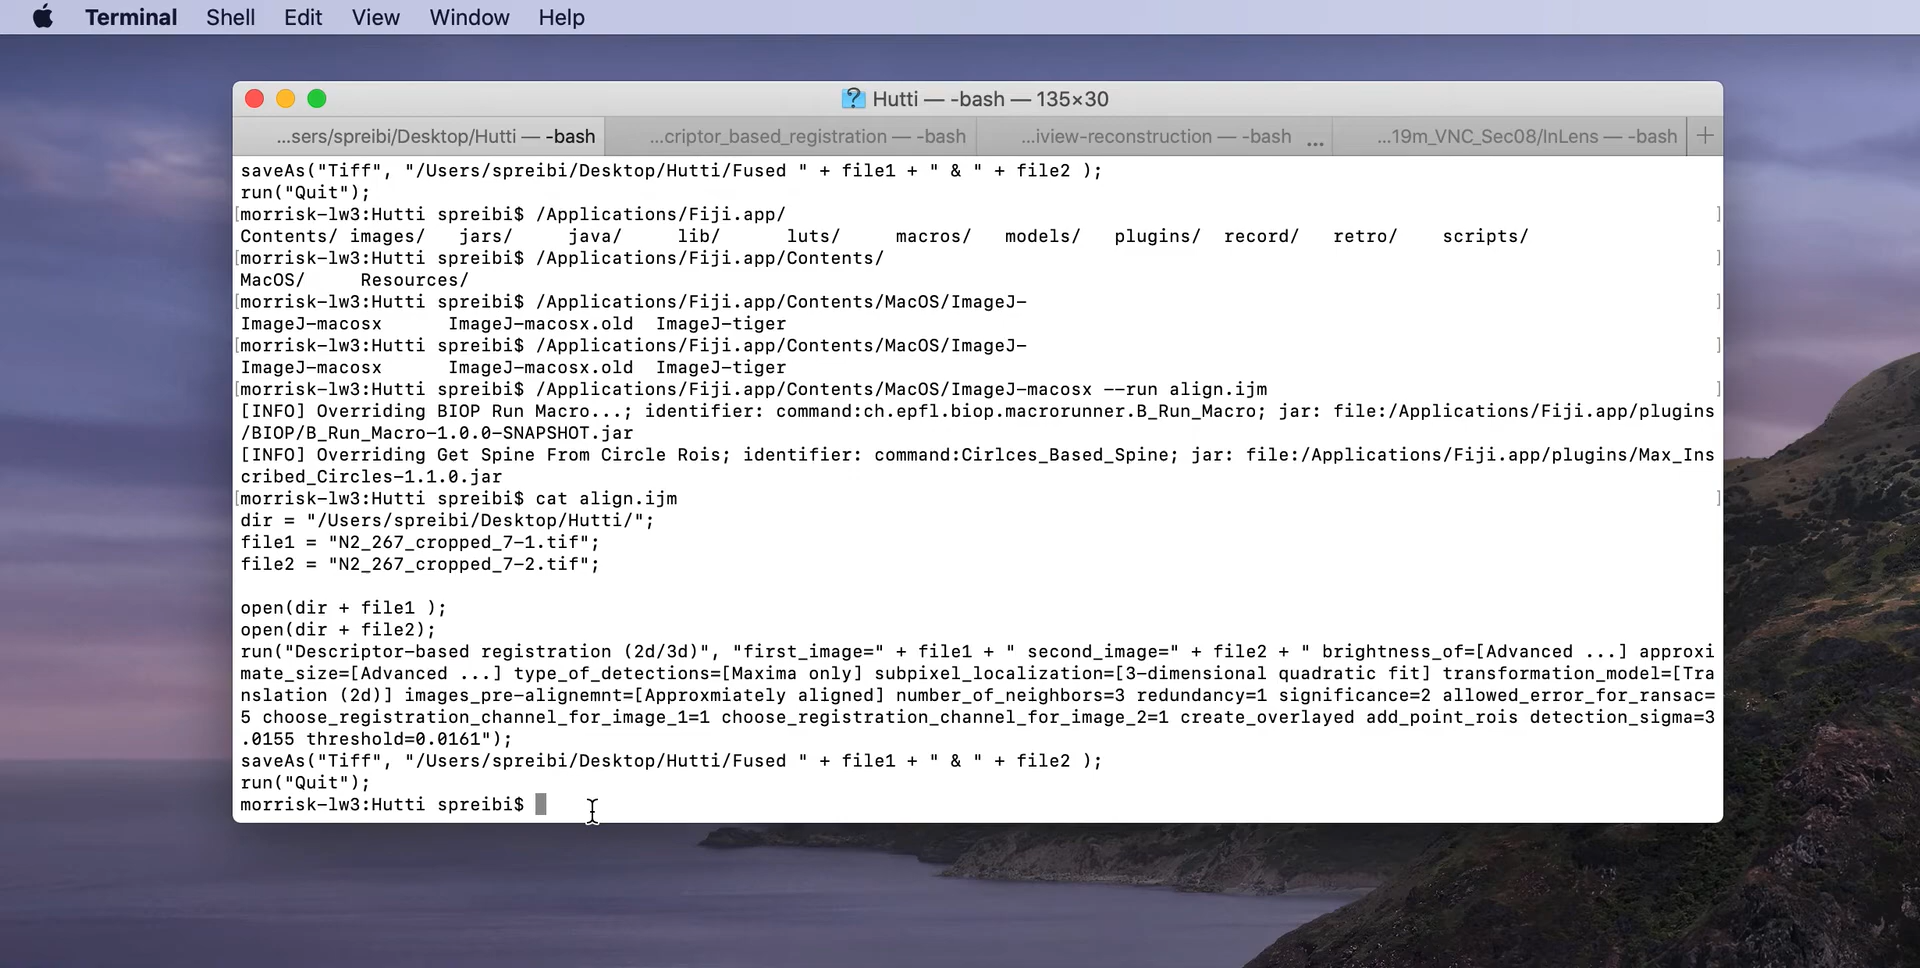 Terminal Shell Edit View Window Help
Hutti — -bash — 135×30
...sers/spreibi/Desktop/Hutti — -bash ...criptor_based_registration — -bash ...iview-reconstruction — -bash ... ...19m_VNC_Sec08/InLens — -bash +
saveAs("Tiff", "/Users/spreibi/Desktop/Hutti/Fused " + file1 + " & " + file2 );
run("Quit");
[morrisk-lw3:Hutti spreibi$ /Applications/Fiji.app/ ]
Contents/ images/ jars/ java/ lib/ luts/ macros/ models/ plugins/ record/ retro/ scripts/
[morrisk-lw3:Hutti spreibi$ /Applications/Fiji.app/Contents/ ]
MacOS/ Resources/
[morrisk-lw3:Hutti spreibi$ /Applications/Fiji.app/Contents/MacOS/ImageJ- ]
ImageJ-macosx ImageJ-macosx.old ImageJ-tiger
[morrisk-lw3:Hutti spreibi$ /Applications/Fiji.app/Contents/MacOS/ImageJ- ]
ImageJ-macosx ImageJ-macosx.old ImageJ-tiger
[morrisk-lw3:Hutti spreibi$ /Applications/Fiji.app/Contents/MacOS/ImageJ-macosx --run align.ijm ]
[INFO] Overriding BIOP Run Macro...; identifier: command:ch.epfl.biop.macrorunner.B_Run_Macro; jar: file:/Applications/Fiji.app/plugins
/BIOP/B_Run_Macro-1.0.0-SNAPSHOT.jar
[INFO] Overriding Get Spine From Circle Rois; identifier: command:Cirlces_Based_Spine; jar: file:/Applications/Fiji.app/plugins/Max_Ins
cribed_Circles-1.1.0.jar
[morrisk-lw3:Hutti spreibi$ cat align.ijm ]
dir = "/Users/spreibi/Desktop/Hutti/";
file1 = "N2_267_cropped_7-1.tif";
file2 = "N2_267_cropped_7-2.tif";
open(dir + file1 );
open(dir + file2);
run("Descriptor-based registration (2d/3d)", "first_image=" + file1 + " second_image=" + file2 + " brightness_of=[Advanced ...] approxi
mate_size=[Advanced ...] type_of_detections=[Maxima only] subpixel_localization=[3-dimensional quadratic fit] transformation_model=[Tra
nslation (2d)] images_pre-alignemnt=[Approxmiately aligned] number_of_neighbors=3 redundancy=1 significance=2 allowed_error_for_ransac=
5 choose_registration_channel_for_image_1=1 choose_registration_channel_for_image_2=1 create_overlayed add_point_rois detection_sigma=3
.0155 threshold=0.0161");
saveAs("Tiff", "/Users/spreibi/Desktop/Hutti/Fused " + file1 + " & " + file2 );
run("Quit");
morrisk-lw3:Hutti spreibi$